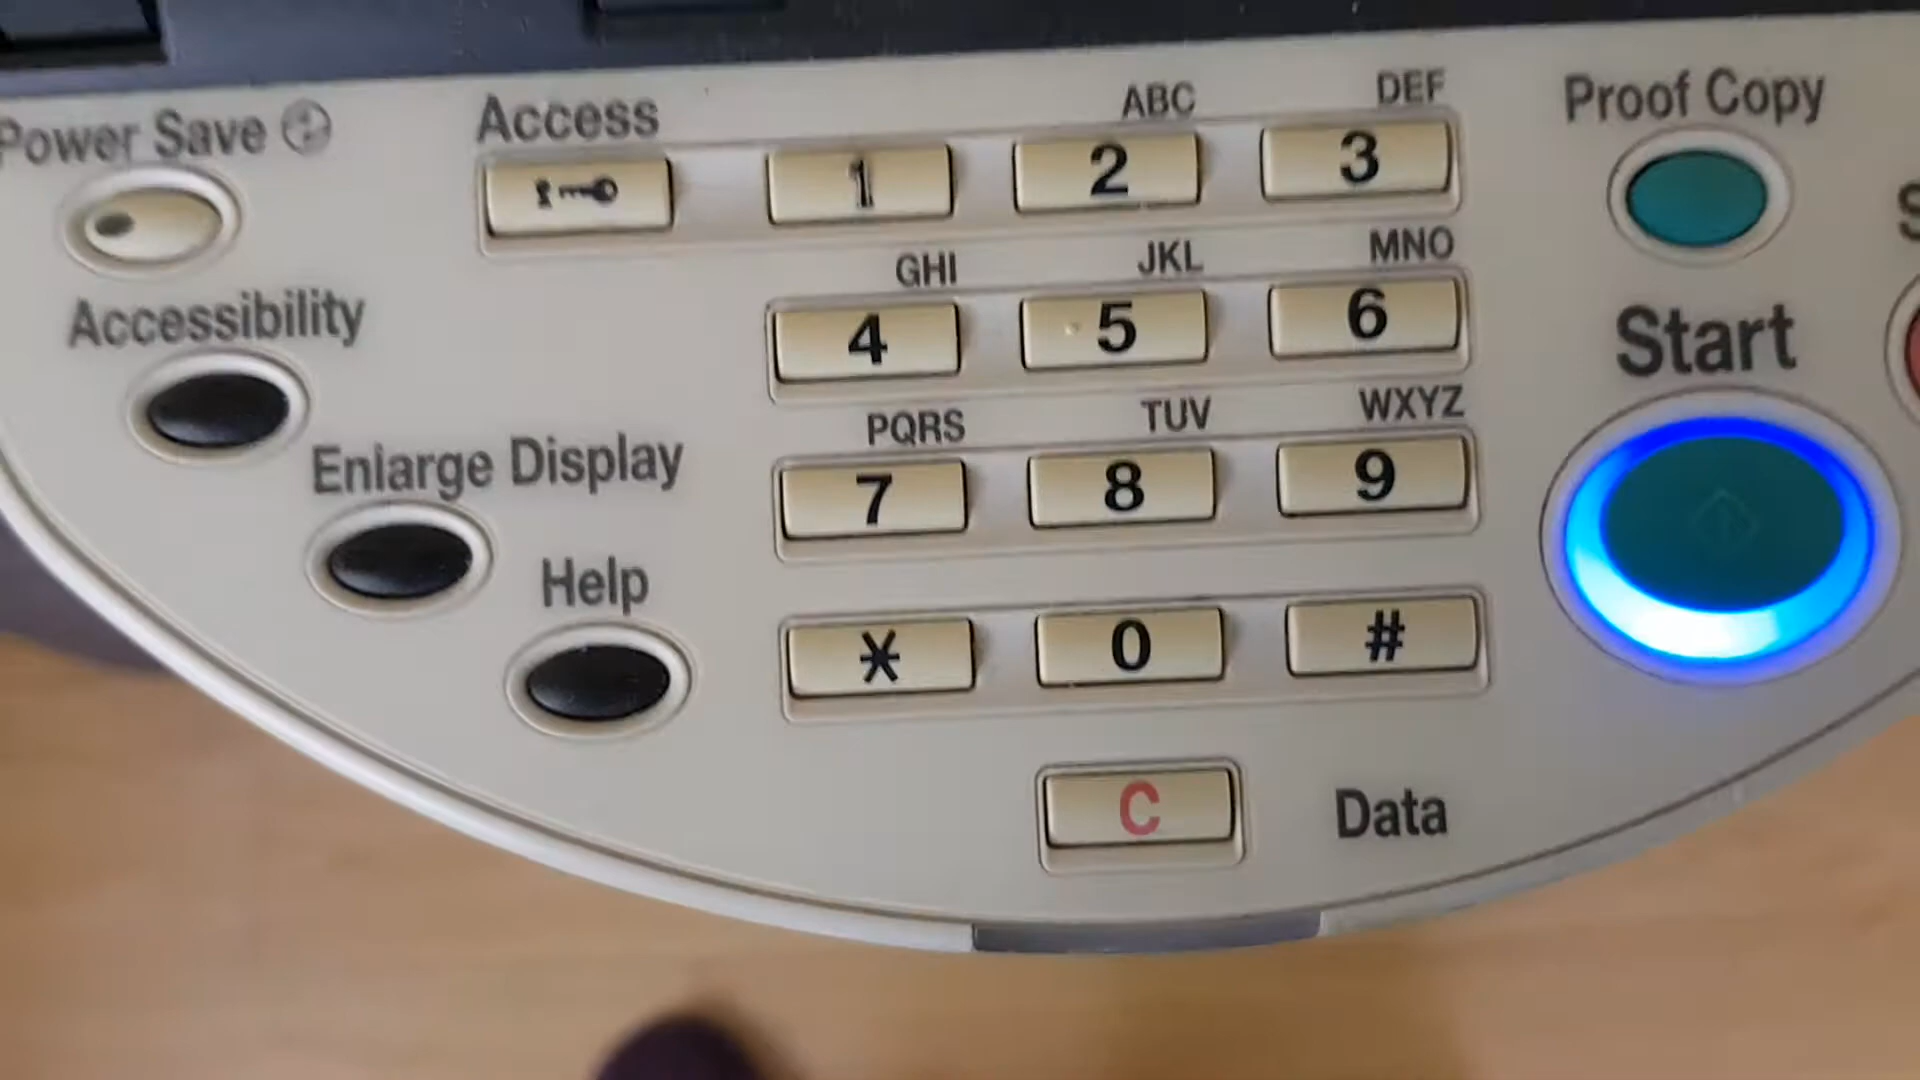 Power Save
Access
1
ABC
2
DEF
3
Proof Copy
Accessibility
GHI
4
JKL
5
MNO
6
Start
Enlarge Display
PQRS
7
TUV
8
WXYZ
9
Help
*
0
#
C
Data